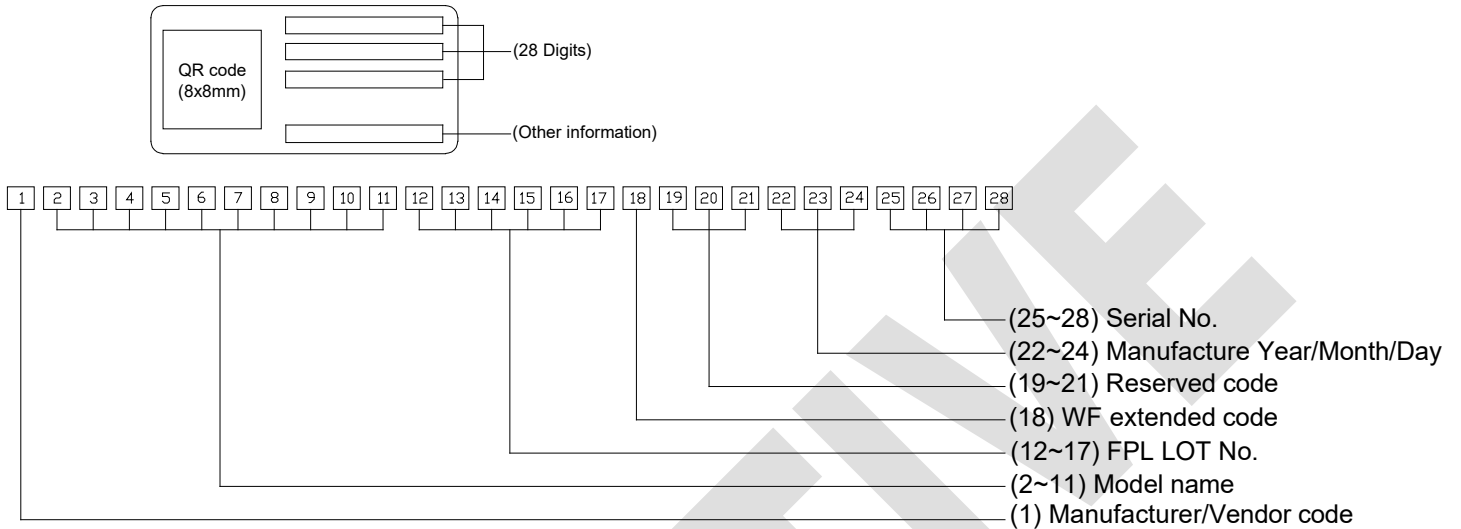 QR code
(8x8mm)
(28 Digits)
(Other information)
1 2 3 4 5 6 7 8 9 10 11 12 13 14 15 16 17 18 19 20 21 22 23 24 25 26 27 28
(25~28) Serial No.
(22~24) Manufacture Year/Month/Day
(19~21) Reserved code
(18) WF extended code
(12~17) FPL LOT No.
(2~11) Model name
(1) Manufacturer/Vendor code
TIVE